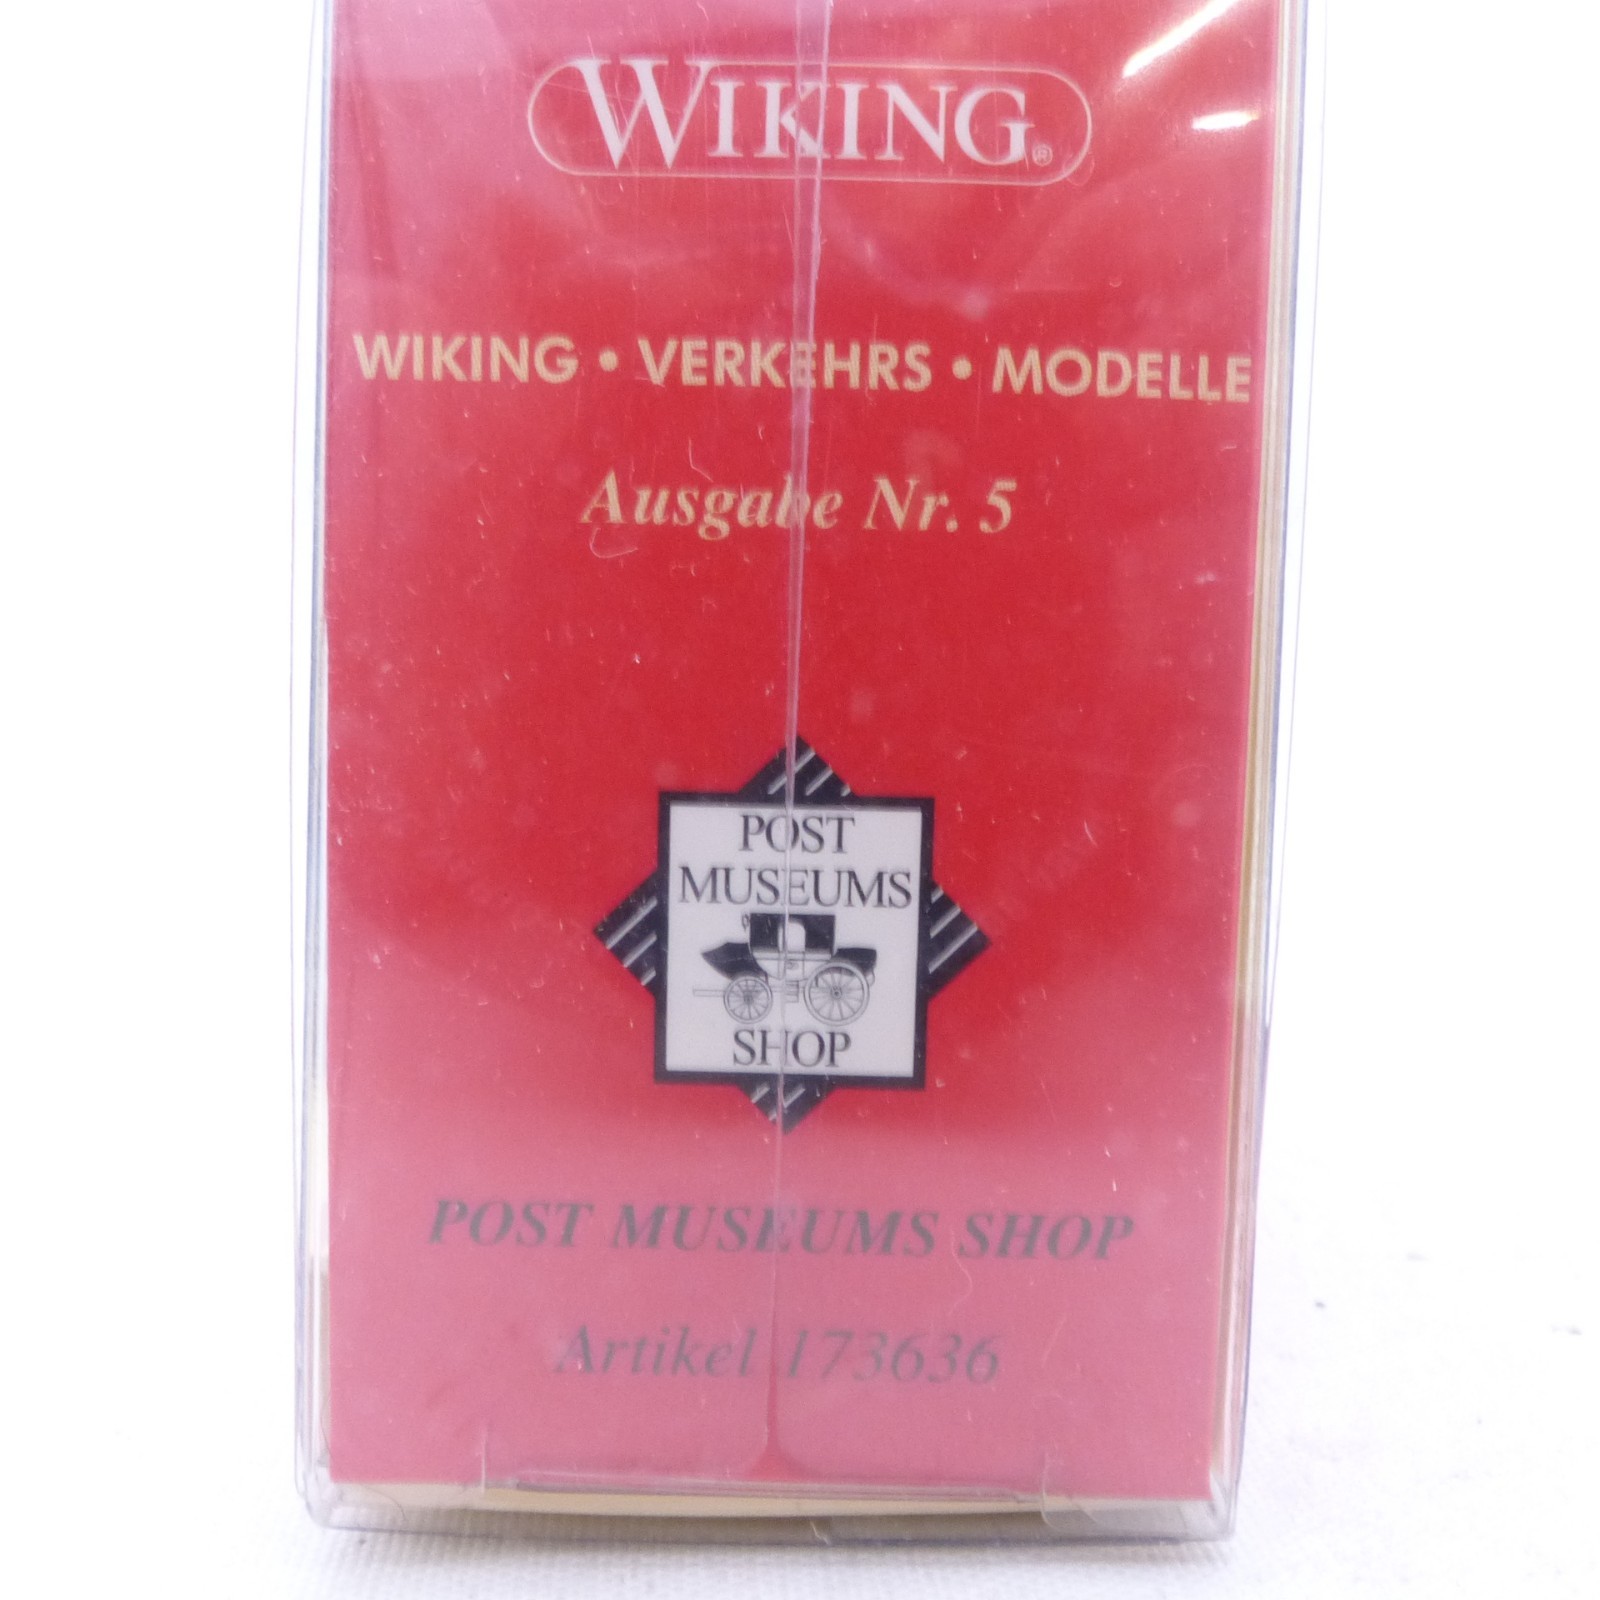 WIKING®
WIKING • VERKEHRS • MODELLE
Ausgabe Nr. 5
POST
MUSEUMS
SHOP
POST MUSEUMS SHOP
Artikel 173636